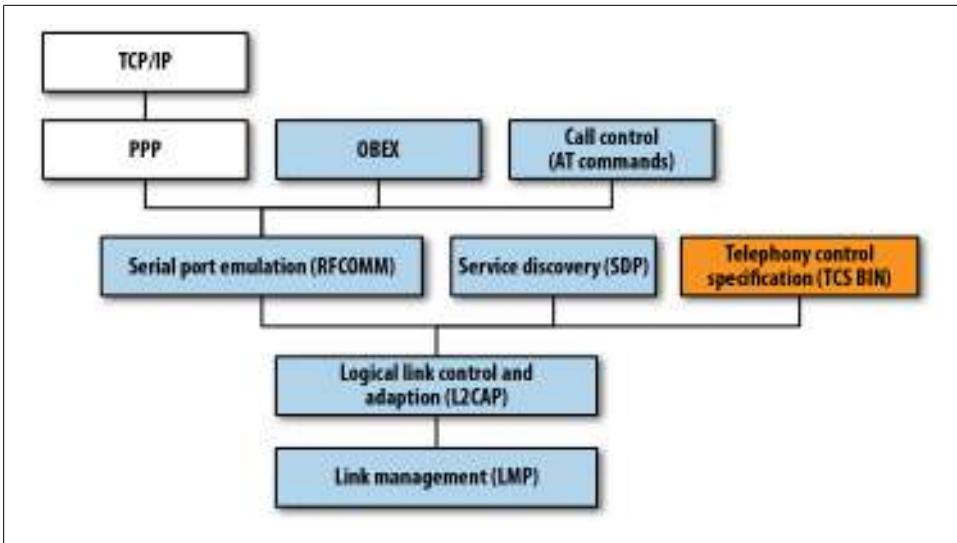 TCP/IP
PPP
OBEX
Call control
(AT commands)
Serial port emulation (RFCOMM)
Service discovery (SDP)
Telephony control
specification (TCS BIN)
Logical link control and
adaption (L2CAP)
Link management (LMP)